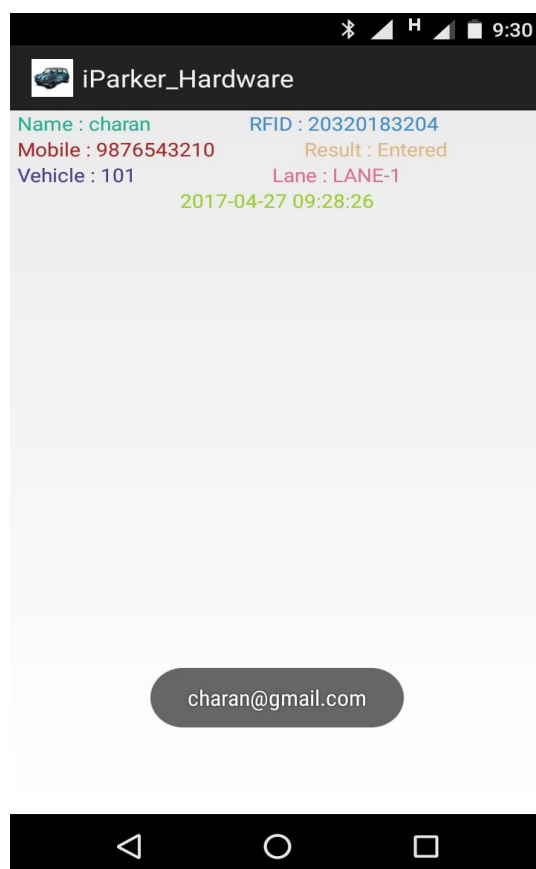 H 9:30
iParker_Hardware
Name : charan RFID : 20320183204
Mobile : 9876543210 Result : Entered
Vehicle : 101 Lane : LANE-1
2017-04-27 09:28:26
charan@gmail.com